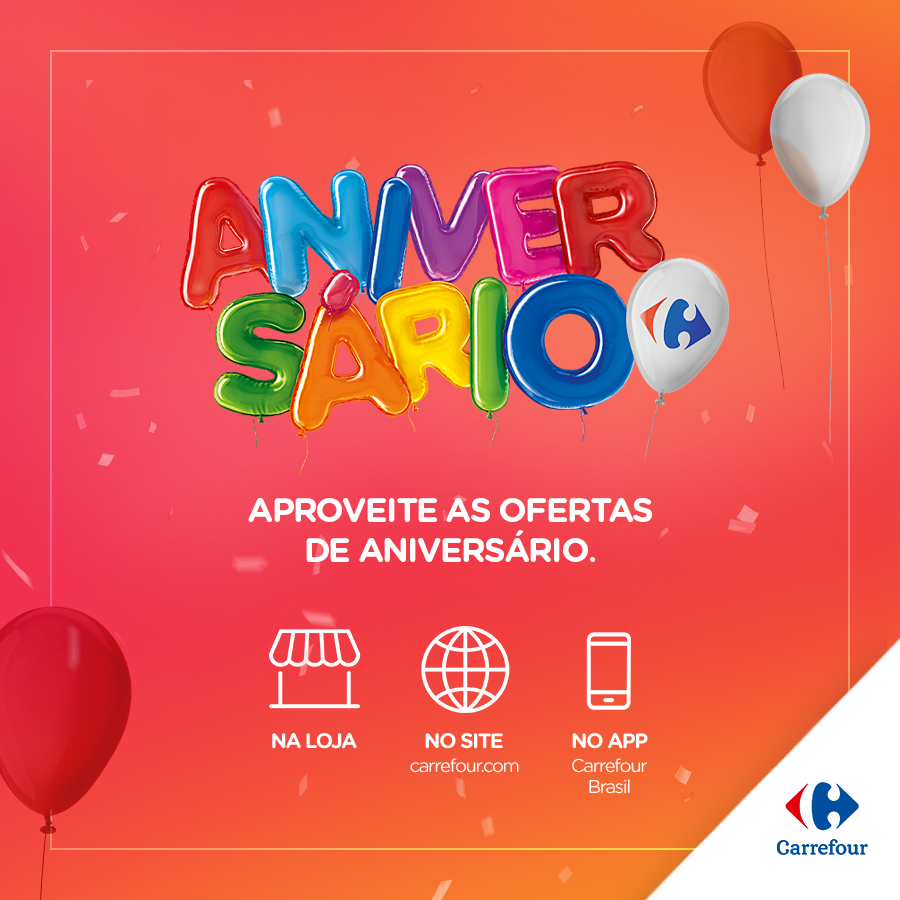 ANIVER
SÁRIO
APROVEITE AS OFERTAS
DE ANIVERSÁRIO.
NA LOJA
NO SITE
carrefour.com
NO APP
Carrefour
Brasil
Carrefour